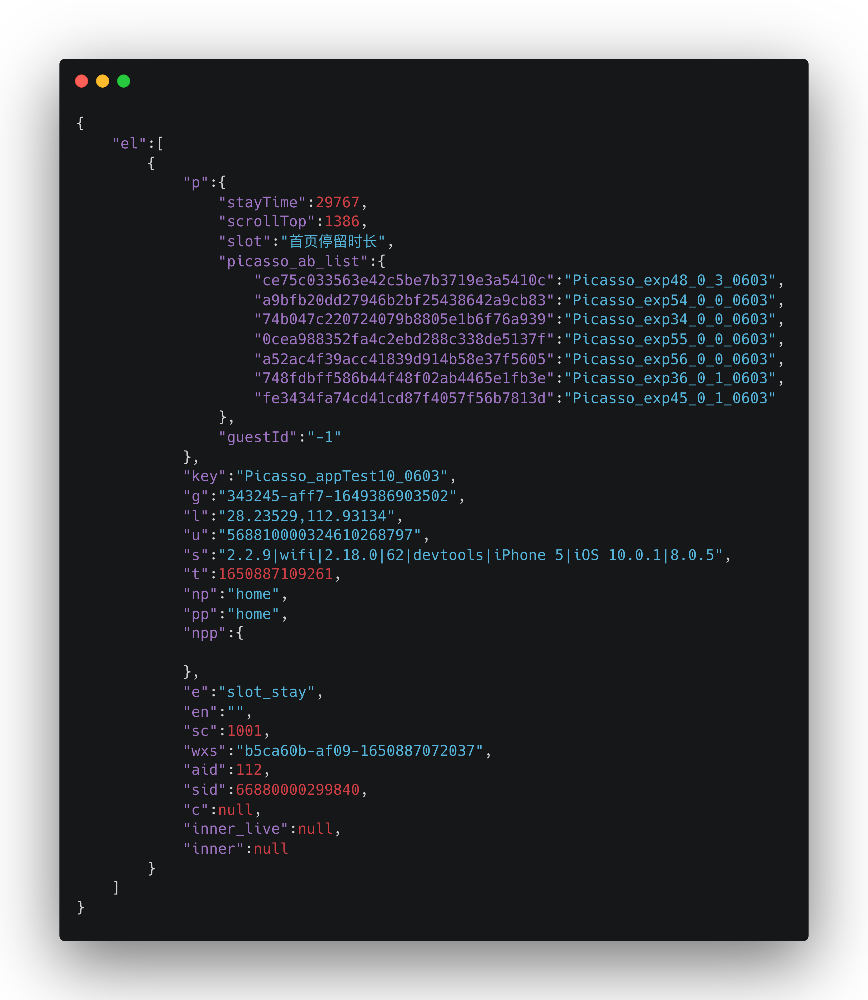 {
    "el":[
        {
            "p":{
                "stayTime":29767,
                "scrollTop":1386,
                "slot":"首页停留时长",
                "picasso_ab_list":{
                    "ce75c033563e42c5be7b3719e3a5410c":"Picasso_exp48_0_3_0603",
                    "a9bfb20dd27946b2bf25438642a9cb83":"Picasso_exp54_0_0_0603",
                    "74b047c220724079b8805e1b6f76a939":"Picasso_exp34_0_0_0603",
                    "0cea988352fa4c2ebd288c338de5137f":"Picasso_exp55_0_0_0603",
                    "a52ac4f39acc41839d914b58e37f5605":"Picasso_exp56_0_0_0603",
                    "748fdbff586b44f48f02ab4465e1fb3e":"Picasso_exp36_0_1_0603",
                    "fe3434fa74cd41cd87f4057f56b7813d":"Picasso_exp45_0_1_0603"
                },
                "guestId":"-1"
            },
            "key":"Picasso_appTest10_0603",
            "g":"343245-aff7-1649386903502",
            "l":"28.23529,112.93134",
            "u":"568810000324610268797",
            "s":"2.2.9|wifi|2.18.0|62|devtools|iPhone 5|iOS 10.0.1|8.0.5",
            "t":1650887109261,
            "np":"home",
            "pp":"home",
            "npp":{

            },
            "e":"slot_stay",
            "en":"",
            "sc":1001,
            "wxs":"b5ca60b-af09-1650887072037",
            "aid":112,
            "sid":66880000299840,
            "c":null,
            "inner_live":null,
            "inner":null
        }
    ]
}